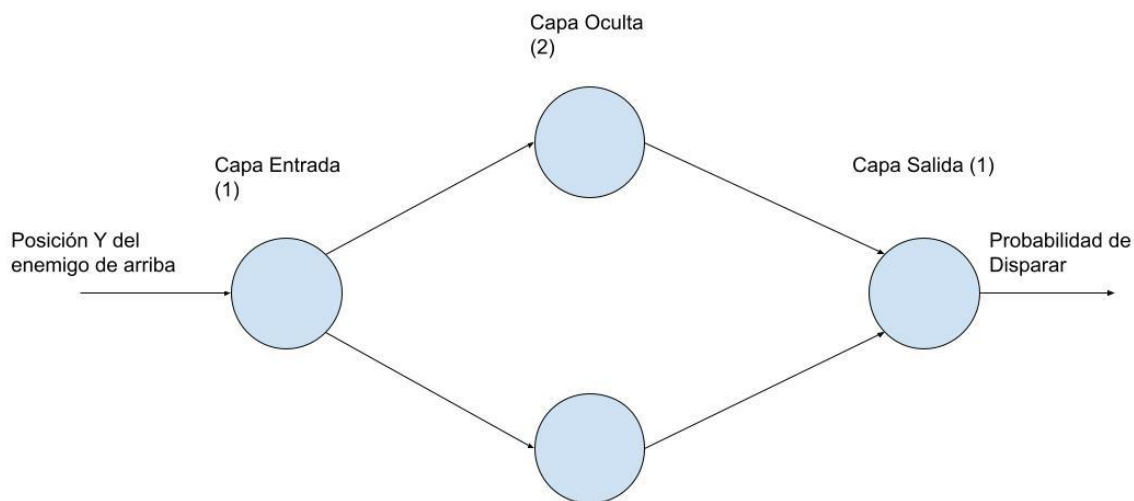 Capa Oculta
(2)
Capa Entrada
(1)
Capa Salida (1)
Posición Y del
enemigo de arriba
Probabilidad de
Disparar